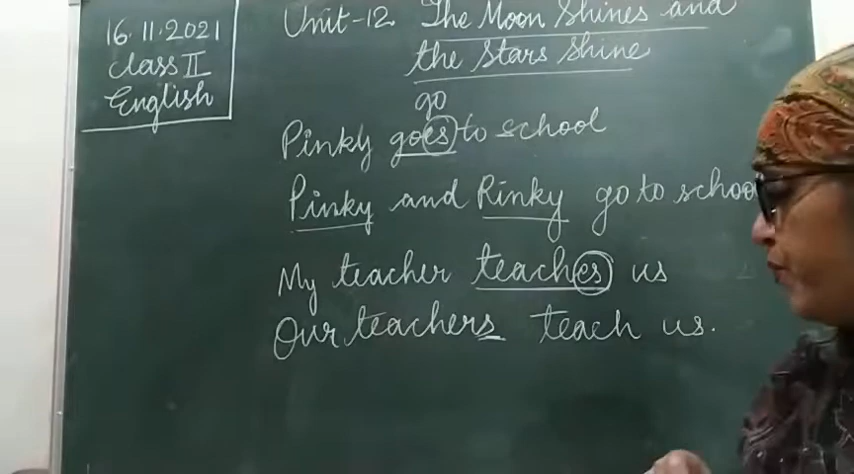 16.11.2021
Class II
English
Unit-12. The Moon Shines and
the Stars Shine
go
Pinky goes to school
Pinky and Rinky go to school
My teacher teaches us
Our teachers teach us.